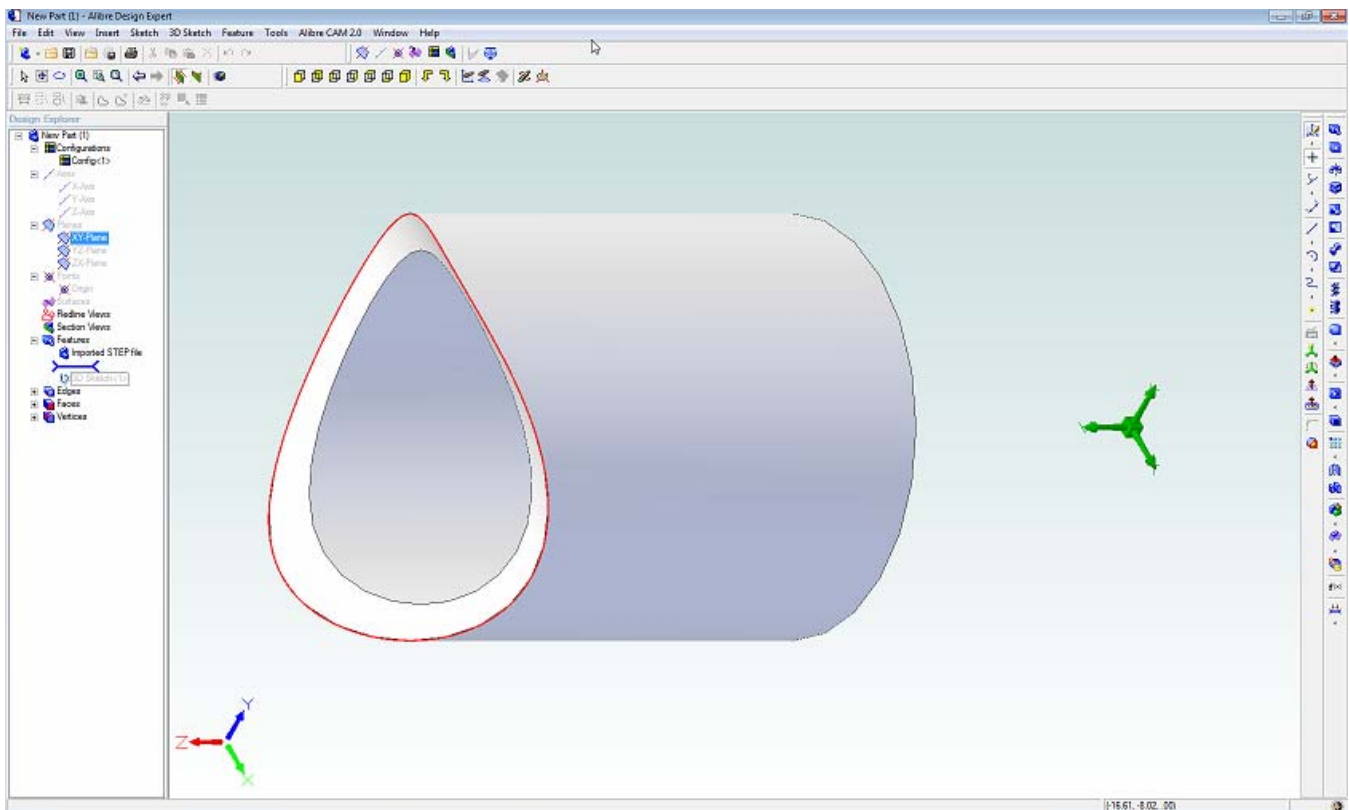 New Part (1) - Alibre Design Expert
File Edit View Insert Sketch 3D Sketch Feature Tools Alibre CAM 2.0 Window Help
Design Explorer
New Part (1)
Configurations
Config<1>
Axes
X-Axis
Y-Axis
Z-Axis
Planes
XY-Plane
YZ-Plane
ZX-Plane
Points
Origin
Surfaces
Redline Views
Section Views
Features
Imported STEP file
3D Sketch<1>
Edges
Faces
Vertices
f(x)
Y
Z
X
(-16.61, -8.02, .00)